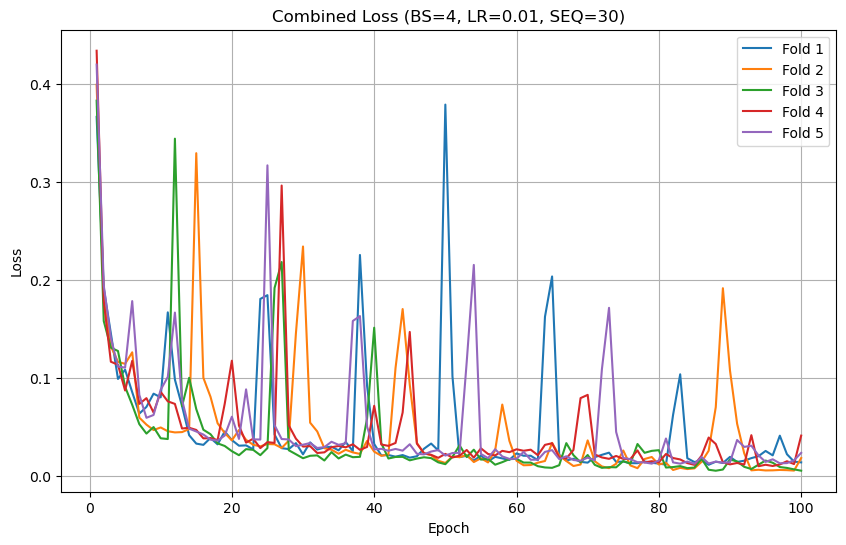 Combined Loss (BS=4, LR=0.01, SEQ=30)
Fold 1
Fold 2
Fold 3
Fold 4
Fold 5
Loss
0.4
0.3
0.2
0.1
0.0
0 20 40 60 80 100
Epoch